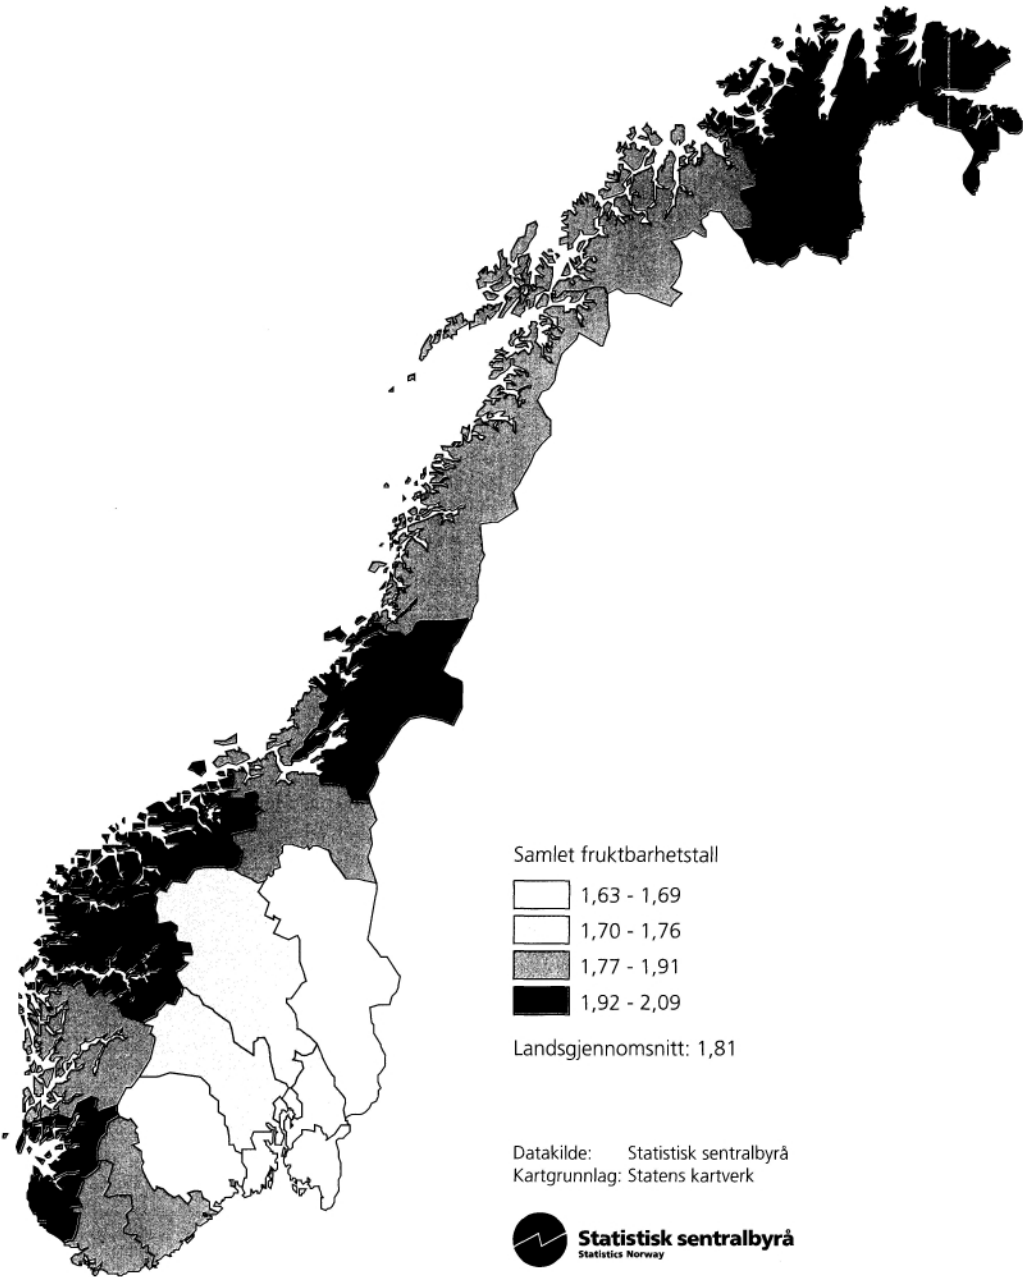 Samlet fruktbarhetstall
1,63 - 1,69
1,70 - 1,76
1,77 - 1,91
1,92 - 2,09
Landsgjennomsnitt: 1,81
Datakilde: Statistisk sentralbyrå
Kartgrunnlag: Statens kartverk
Statistisk sentralbyrå
Statistics Norway